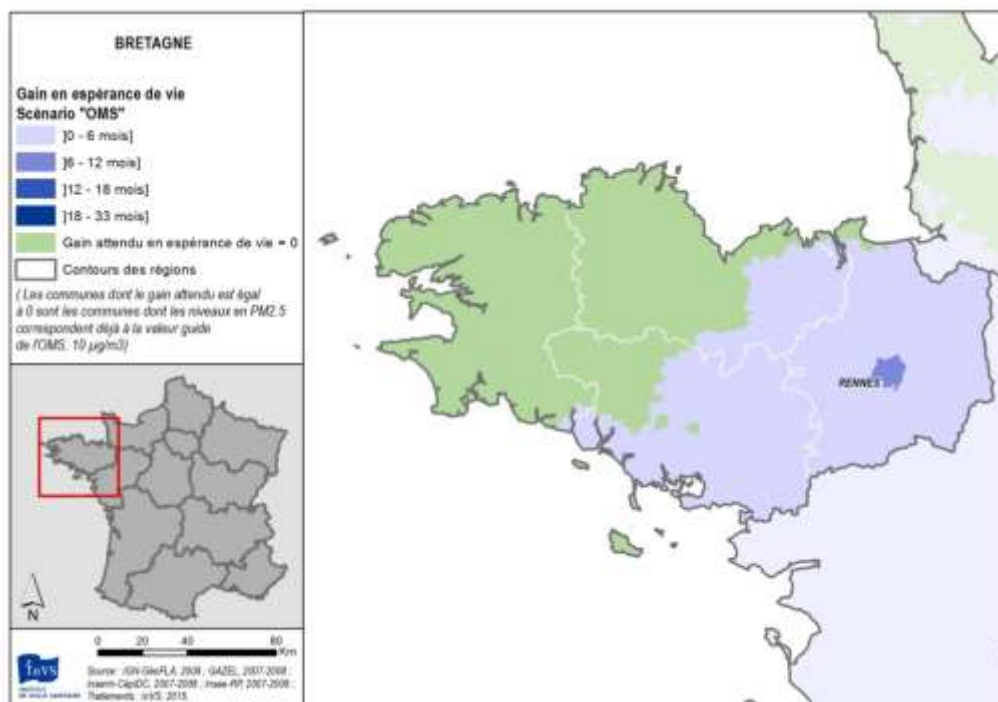 BRETAGNE
Gain en espérance de vie
Scénario "OMS"
]0 - 6 mois]
]6 - 12 mois]
]12 - 18 mois]
]18 - 33 mois]
Gain attendu en espérance de vie = 0
Contours des régions
( Les communes dont le gain attendu est égal
à 0 sont les communes dont les niveaux en PM2.5
correspondent déjà à la valeur guide
de l'OMS, 10 µg/m3)
RENNES
N
0 20 40 80
Km
InVS
INSTITUT
DE VEILLE SANITAIRE
Source : IGN-GéoFLA, 2008 ; GAZEL, 2007-2008 ;
Inserm-CépiDC, 2007-2008 ; Insee-RP, 2007-2008 ;
Traitements : InVS, 2015.